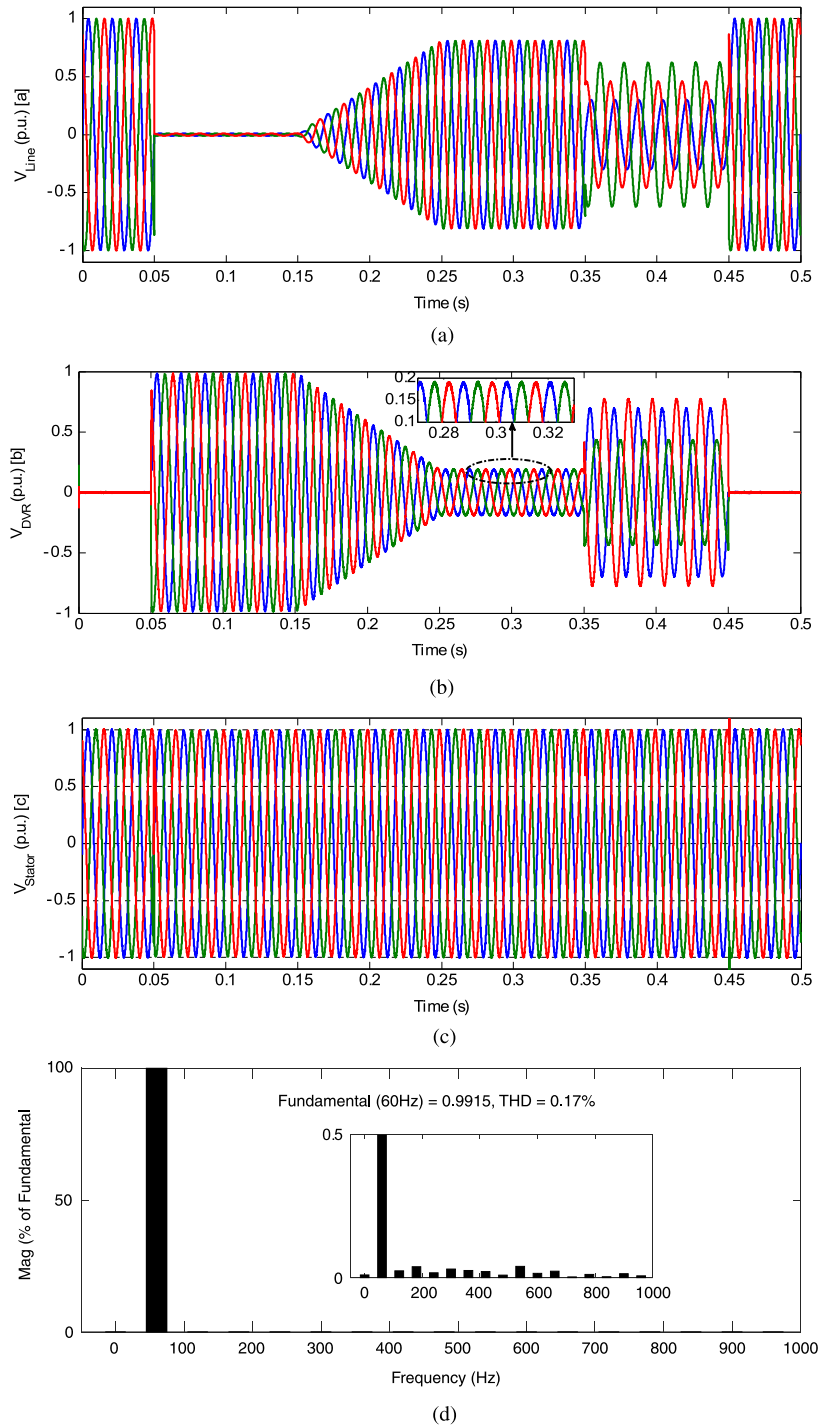 1
0.5
0
-0.5
-1
V_Line (p.u.) [a]
0 0.05 0.1 0.15 0.2 0.25 0.3 0.35 0.4 0.45 0.5
Time (s)
(a)
1
0.5
0
-0.5
-1
V_DVR (p.u.) [b]
0.2
0.15
0.1
0.28 0.3 0.32
0 0.05 0.1 0.15 0.2 0.25 0.3 0.35 0.4 0.45 0.5
Time (s)
(b)
1
0.5
0
-0.5
-1
V_Stator (p.u.) [c]
0 0.05 0.1 0.15 0.2 0.25 0.3 0.35 0.4 0.45 0.5
Time (s)
(c)
100
50
0
Mag (% of Fundamental
Fundamental (60Hz) = 0.9915, THD = 0.17%
0.5
0
0 200 400 600 800 1000
0 100 200 300 400 500 600 700 800 900 1000
Frequency (Hz)
(d)